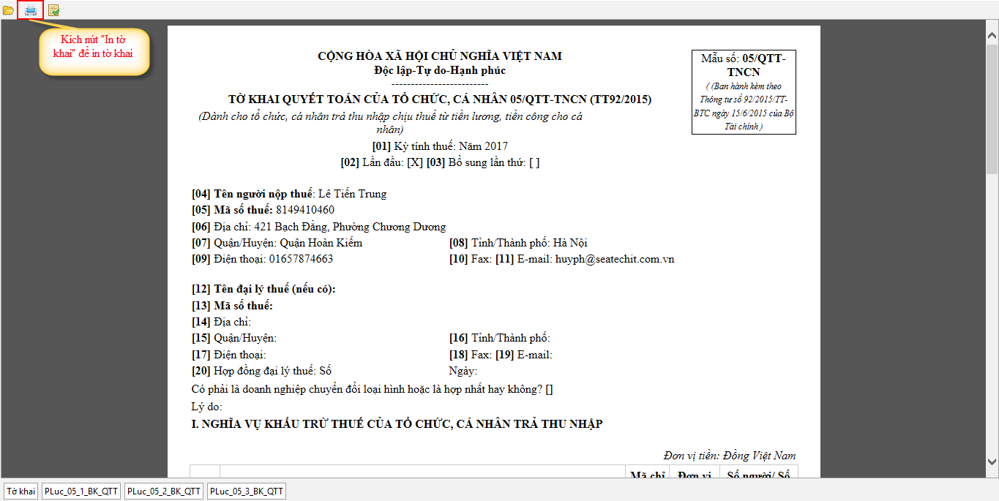 Kích nút "In tờ
khai" để in tờ khai
CỘNG HÒA XÃ HỘI CHỦ NGHĨA VIỆT NAM
Độc lập-Tự do-Hạnh phúc
-------------------------
TỜ KHAI QUYẾT TOÁN CỦA TỔ CHỨC, CÁ NHÂN 05/QTT-TNCN (TT92/2015)
(Dành cho tổ chức, cá nhân trả thu nhập chịu thuế từ tiền lương, tiền công cho cá
nhân)
[01] Kỳ tính thuế: Năm 2017
[02] Lần đầu: [X] [03] Bổ sung lần thứ: [ ]
Mẫu số: 05/QTT-
TNCN
( (Ban hành kèm theo
Thông tư số 92/2015/TT-
BTC ngày 15/6/2015 của Bộ
Tài chính )
[04] Tên người nộp thuế: Lê Tiến Trung
[05] Mã số thuế: 8149410460
[06] Địa chỉ: 421 Bạch Đằng, Phường Chương Dương
[07] Quận/Huyện: Quận Hoàn Kiếm [08] Tỉnh/Thành phố: Hà Nội
[09] Điện thoại: 01657874663 [10] Fax: [11] E-mail: huyph@seatechit.com.vn
[12] Tên đại lý thuế (nếu có):
[13] Mã số thuế:
[14] Địa chỉ:
[15] Quận/Huyện: [16] Tỉnh/Thành phố:
[17] Điện thoại: [18] Fax: [19] E-mail:
[20] Hợp đồng đại lý thuế: Số Ngày:
Có phải là doanh nghiệp chuyển đổi loại hình hoặc là hợp nhất hay không? []
Lý do:
I. NGHĨA VỤ KHẤU TRỪ THUẾ CỦA TỔ CHỨC, CÁ NHÂN TRẢ THU NHẬP
Đơn vị tiền: Đồng Việt Nam
Mã chỉ Đơn vị Số người/ Số
Tờ khai PLuc_05_1_BK_QTT PLuc_05_2_BK_QTT PLuc_05_3_BK_QTT